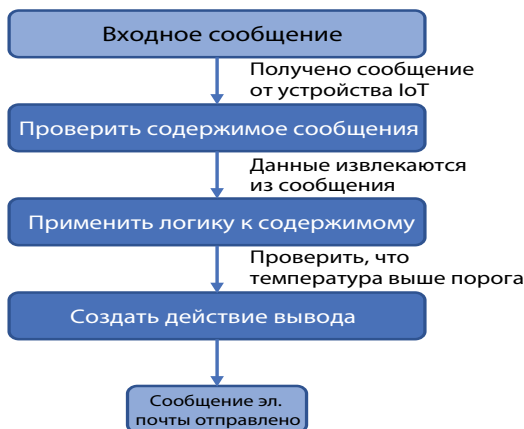 Входное сообщение
Получено сообщение
от устройства IoT
Проверить содержимое сообщения
Данные извлекаются
из сообщения
Применить логику к содержимому
Проверить, что
температура выше порога
Создать действие вывода
Сообщение эл.
почты отправлено